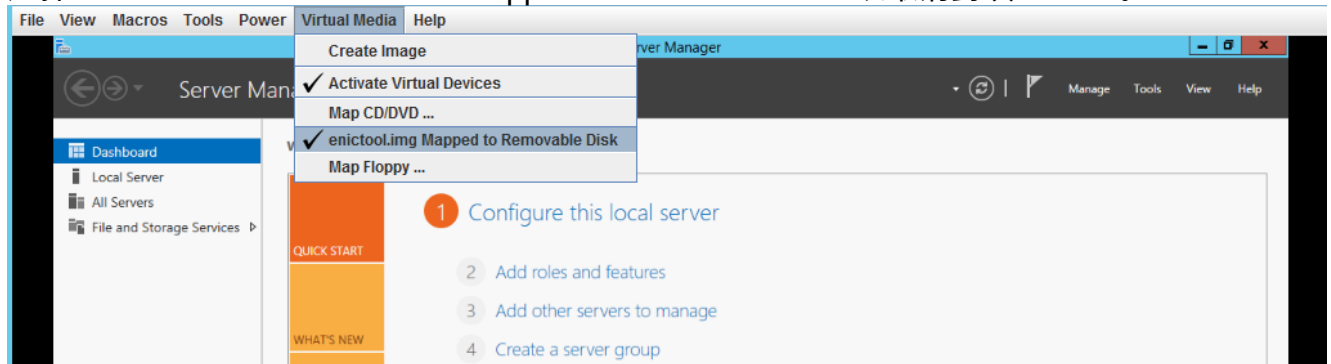 File View Macros Tools Power Virtual Media Help
Create Image
Activate Virtual Devices
Map CD/DVD ...
enictool.img Mapped to Removable Disk
Map Floppy ...
rver Manager
Server Mana
Manage Tools View Help
Dashboard
Local Server
All Servers
File and Storage Services
QUICK START
WHAT'S NEW
1 Configure this local server
2 Add roles and features
3 Add other servers to manage
4 Create a server group